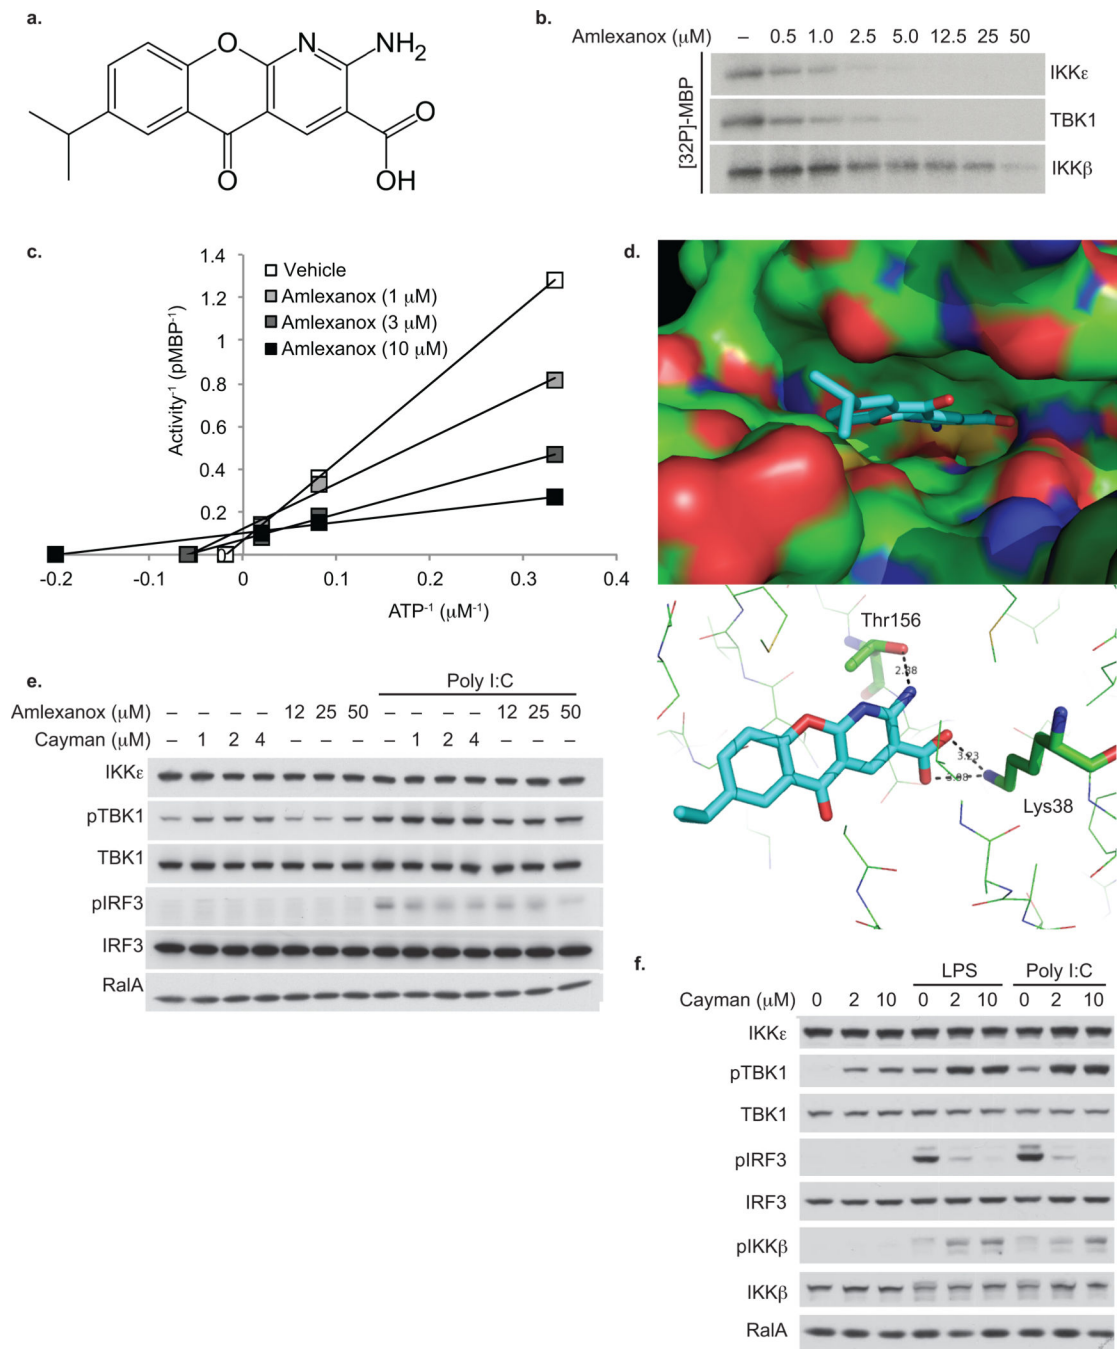 a.
O
N
NH2
O
O
OH
b.
Amlexanox (μM) – 0.5 1.0 2.5 5.0 12.5 25 50
[32P]-MBP
IKKε
TBK1
IKKβ
c.
Activity-1 (pMBP-1)
1.4
1.2
1
0.8
0.6
0.4
0.2
Vehicle
Amlexanox (1 μM)
Amlexanox (3 μM)
Amlexanox (10 μM)
-0.2 -0.1 0 0.1 0.2 0.3 0.4
ATP-1 (μM-1)
d.
Thr156
2.88
3.23
Lys38
e.
Poly I:C
Amlexanox (μM) – – – – 12 25 50 – – – – 12 25 50
Cayman (μM) – 1 2 4 – – – – 1 2 4 – – –
IKKε
pTBK1
TBK1
pIRF3
IRF3
RalA
f.
LPS Poly I:C
Cayman (μM) 0 2 10 0 2 10 0 2 10
IKKε
pTBK1
TBK1
pIRF3
IRF3
pIKKβ
IKKβ
RalA